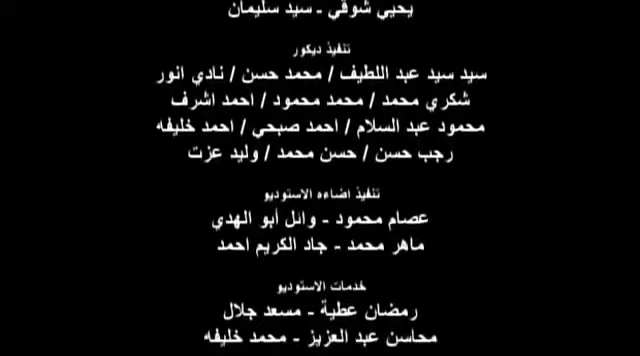 يحيي شوقي - سيد سليمان
تنفيذ ديكور
سيد سيد عبد اللطيف / محمد حسن / نادي انور
شكري محمد / محمد محمود / احمد اشرف
محمود عبد السلام / احمد صبحي / احمد خليفه
رجب حسن / حسن محمد / وليد عزت
تنفيذ اضاءه الاستوديو
عصام محمود - وائل أبو الهدي
ماهر محمد - جاد الكريم احمد
خدمات الاستوديو
رمضان عطية - مسعد جلال
محاسن عبد العزيز - محمد خليفه